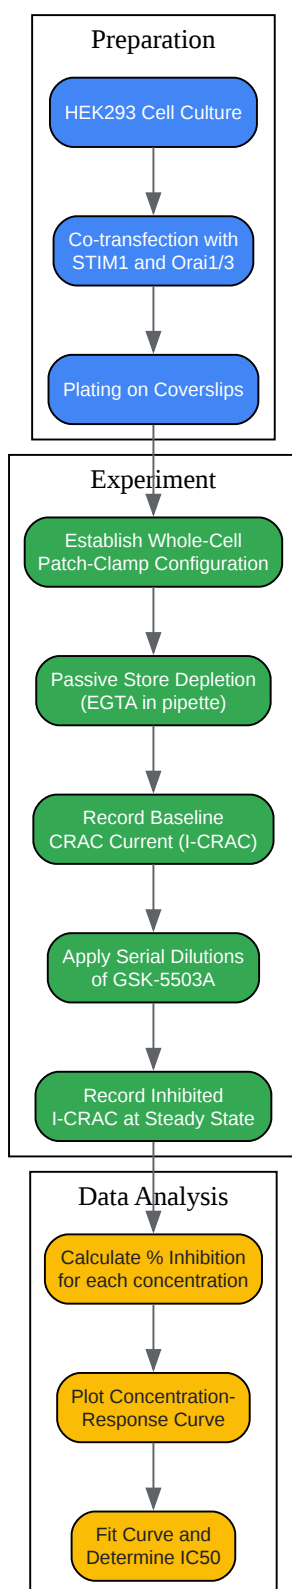 Preparation
HEK293 Cell Culture
Co-transfection with
STIM1 and Orai1/3
Plating on Coverslips
Experiment
Establish Whole-Cell
Patch-Clamp Configuration
Passive Store Depletion
(EGTA in pipette)
Record Baseline
CRAC Current (I-CRAC)
Apply Serial Dilutions
of GSK-5503A
Record Inhibited
I-CRAC at Steady State
Data Analysis
Calculate % Inhibition
for each concentration
Plot Concentration-
Response Curve
Fit Curve and
Determine IC50